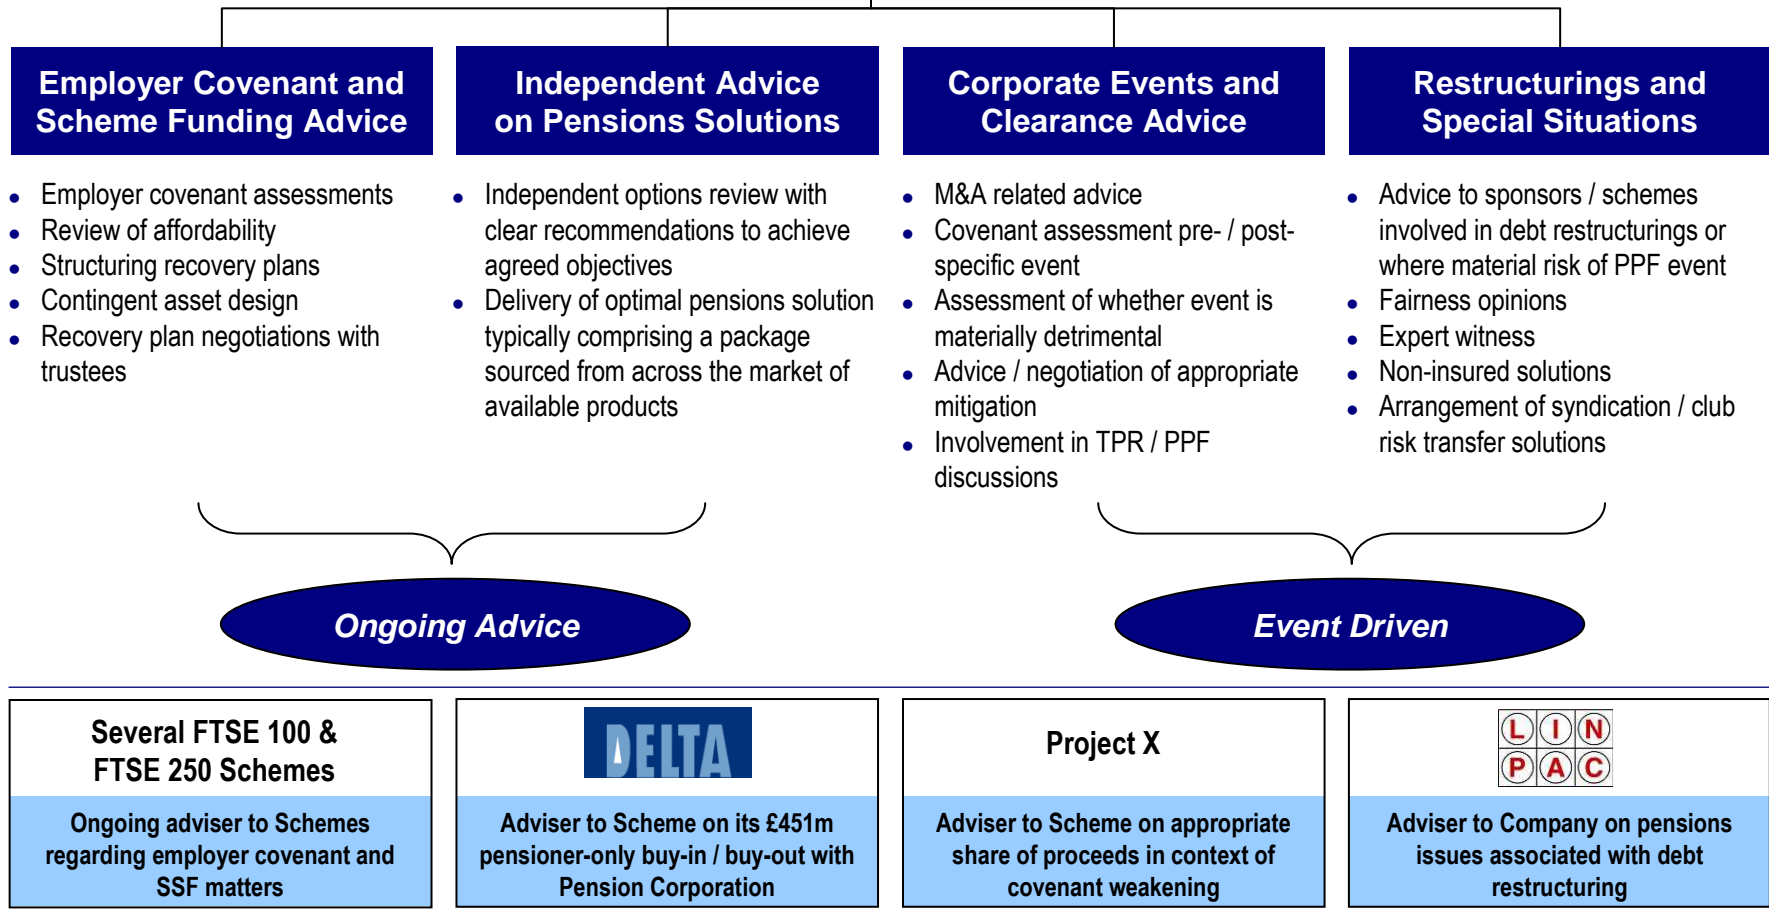 Employer Covenant and
Scheme Funding Advice
• Employer covenant assessments
• Review of affordability
• Structuring recovery plans
• Contingent asset design
• Recovery plan negotiations with
trustees
Independent Advice
on Pensions Solutions
• Independent options review with
clear recommendations to achieve
agreed objectives
• Delivery of optimal pensions solution
typically comprising a package
sourced from across the market of
available products
Corporate Events and
Clearance Advice
• M&A related advice
• Covenant assessment pre- / post-
specific event
• Assessment of whether event is
materially detrimental
• Advice / negotiation of appropriate
mitigation
• Involvement in TPR / PPF
discussions
Restructurings and
Special Situations
• Advice to sponsors / schemes
involved in debt restructurings or
where material risk of PPF event
• Fairness opinions
• Expert witness
• Non-insured solutions
• Arrangement of syndication / club
risk transfer solutions
Ongoing Advice
Event Driven
Several FTSE 100 &
FTSE 250 Schemes
Ongoing adviser to Schemes
regarding employer covenant and
SSF matters
DELTA
Adviser to Scheme on its £451m
pensioner-only buy-in / buy-out with
Pension Corporation
Project X
Adviser to Scheme on appropriate
share of proceeds in context of
covenant weakening
LIN
PAC
Adviser to Company on pensions
issues associated with debt
restructuring